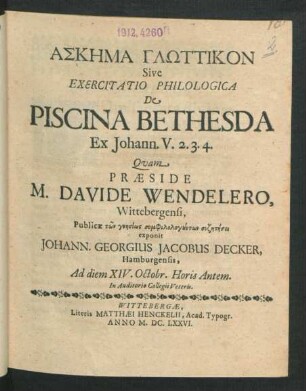 1912.4260
ΑΣΚΗΜΑ ΓΛΩΤΤΙΚΟΝ
Sive
EXERCITATIO PHILOLOGICA
De
PISCINA BETHESDA
Ex Johann. V. 2. 3. 4.
Quam
PRÆSIDE
M. DAVIDE WENDELERO,
Wittebergensi,
Publicæ τῶν γνησίως συμφιλολογούντων συζητήσει
exponit
JOHANN. GEORGIUS JACOBUS DECKER,
Hamburgensis,
Ad diem XIV. Octobr. Horis Antem.
In Auditorio Collegii Veteris.
WITTEBERGÆ,
Literis MATTHÆI HENCKELII, Acad. Typogr.
ANNO M. DC. LXXVI.